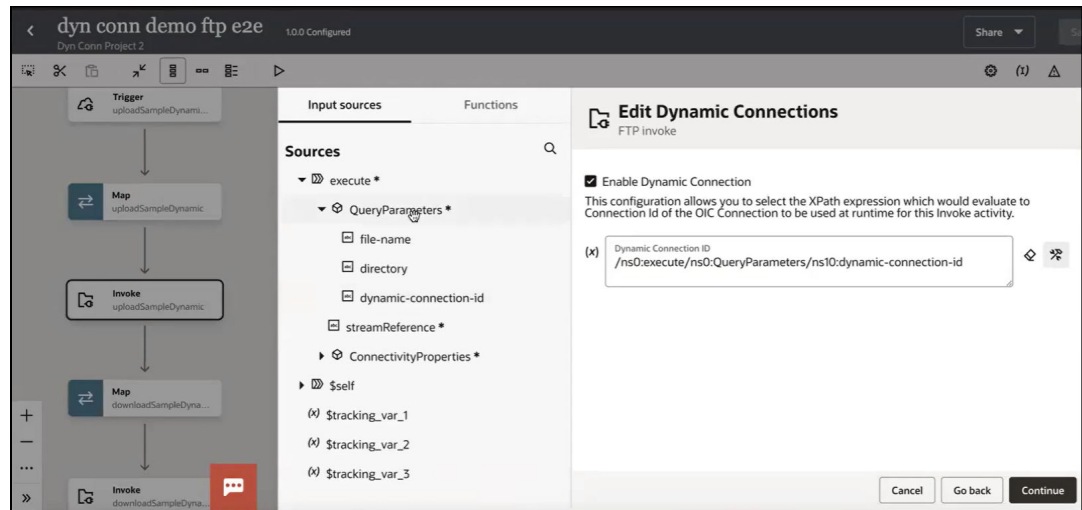 dyn conn demo ftp e2e
1.0.0 Configured
Share
Dyn Conn Project 2
Trigger
uploadSampleDynami...
Map
uploadSampleDynamic
Invoke
uploadSampleDynamic
Map
downloadSampleDyna...
Invoke
downloadSampleDyna...
Input sources
Functions
Sources
execute *
QueryParameters *
file-name
directory
dynamic-connection-id
streamReference *
ConnectivityProperties *
$self
(x) $tracking_var_1
(x) $tracking_var_2
(x) $tracking_var_3
Edit Dynamic Connections
FTP invoke
Enable Dynamic Connection
This configuration allows you to select the XPath expression which would evaluate to
Connection Id of the OIC Connection to be used at runtime for this Invoke activity.
(x)
Dynamic Connection ID
/ns0:execute/ns0:QueryParameters/ns10:dynamic-connection-id
Cancel
Go back
Continue